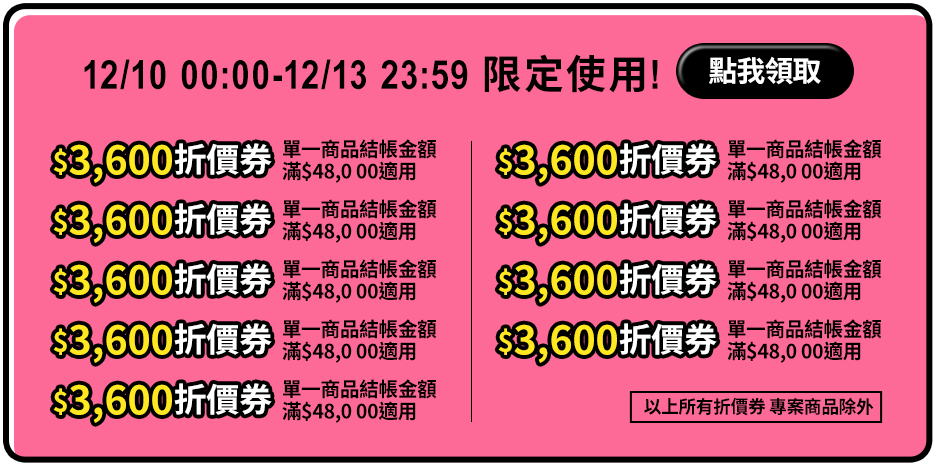 12/10 00:00-12/13 23:59 限定使用!
點我領取
$3,600折價券
單一商品結帳金額
滿$48,0 00適用
$3,600折價券
單一商品結帳金額
滿$48,0 00適用
$3,600折價券
單一商品結帳金額
滿$48,0 00適用
$3,600折價券
單一商品結帳金額
滿$48,0 00適用
$3,600折價券
單一商品結帳金額
滿$48,0 00適用
$3,600折價券
單一商品結帳金額
滿$48,0 00適用
$3,600折價券
單一商品結帳金額
滿$48,0 00適用
$3,600折價券
單一商品結帳金額
滿$48,0 00適用
$3,600折價券
單一商品結帳金額
滿$48,0 00適用
以上所有折價券 專案商品除外